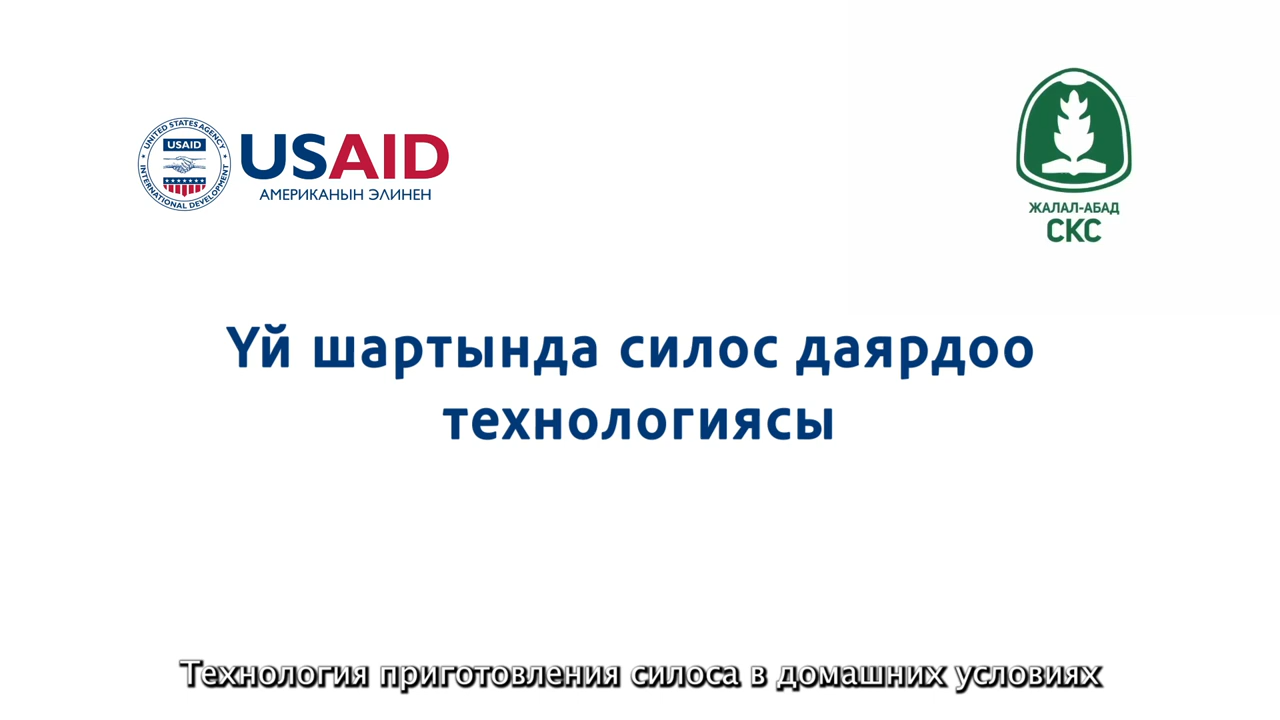 UNITED STATES AGENCY
USAID
INTERNATIONAL DEVELOPMENT
USAID
АМЕРИКАНЫН ЭЛИНЕН
ЖАЛАЛ-АБАД
СКС
Үй шартында силос даярдоо
технологиясы
Технология приготовления силоса в домашних условиях